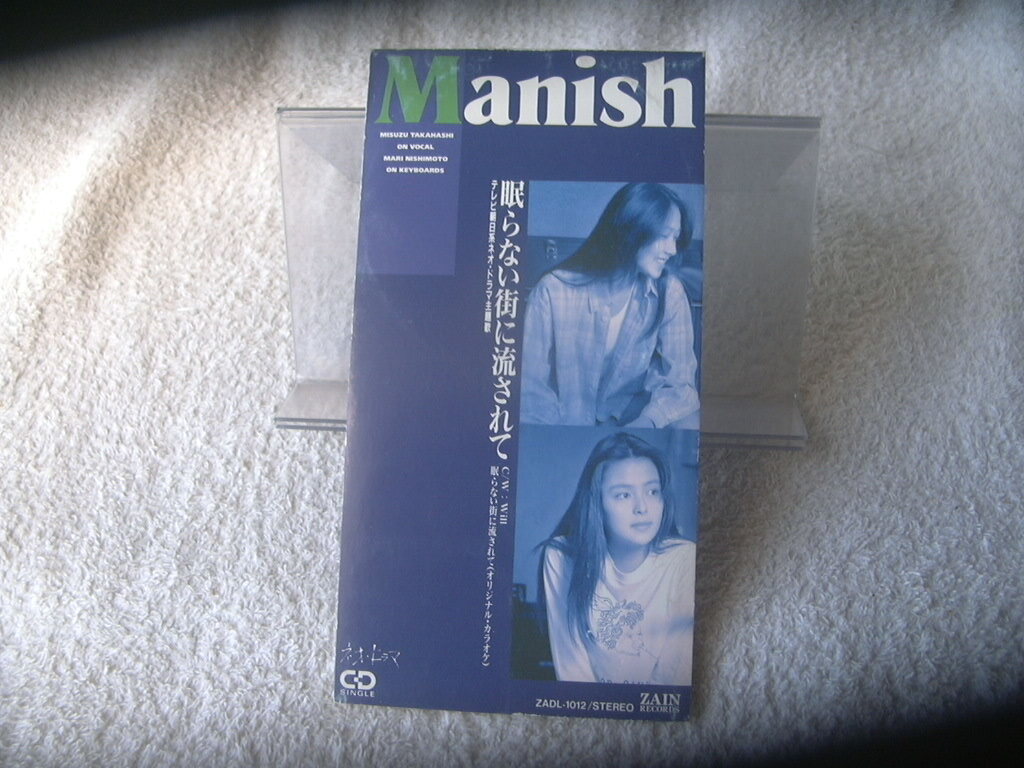 Manish
MISUZU TAKAHASHI
ON VOCAL
MARI NISHIMOTO
ON KEYBOARDS
眠らない街に流されて
テレビ朝日系ネオ・ドラマ主題歌
C/W : Will
眠らない街に流されて(オリジナル・カラオケ)
ネオ・ドラマ
CD
SINGLE
ZADL-1012/STEREO
ZAIN
RECORDS